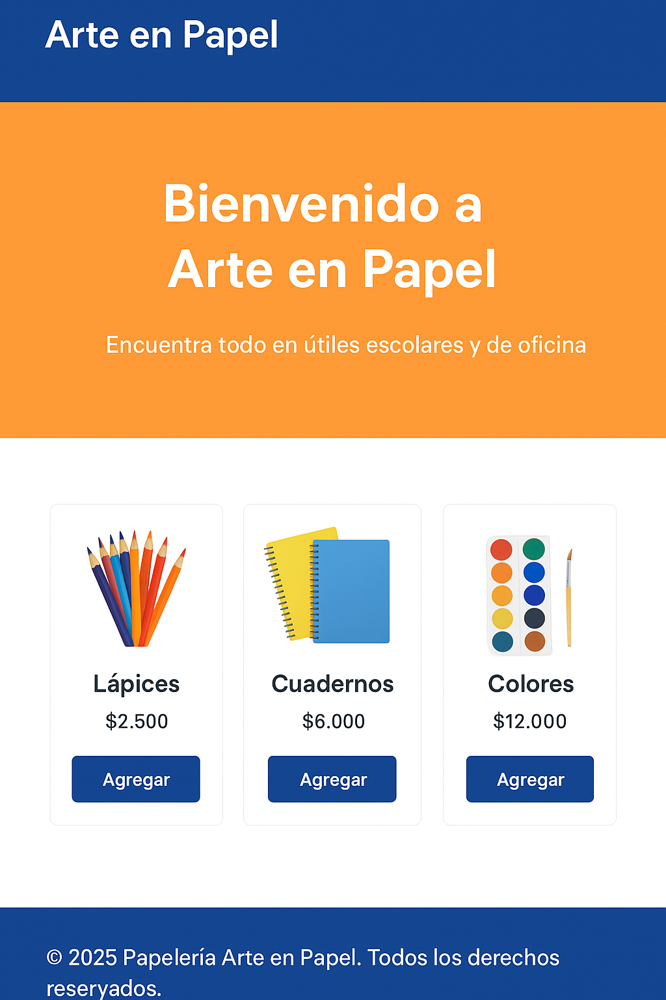 Arte en Papel
Bienvenido a
Arte en Papel
Encuentra todo en útiles escolares y de oficina
Lápices
$2.500
Agregar
Cuadernos
$6.000
Agregar
Colores
$12.000
Agregar
© 2025 Papelería Arte en Papel. Todos los derechos
reservados.